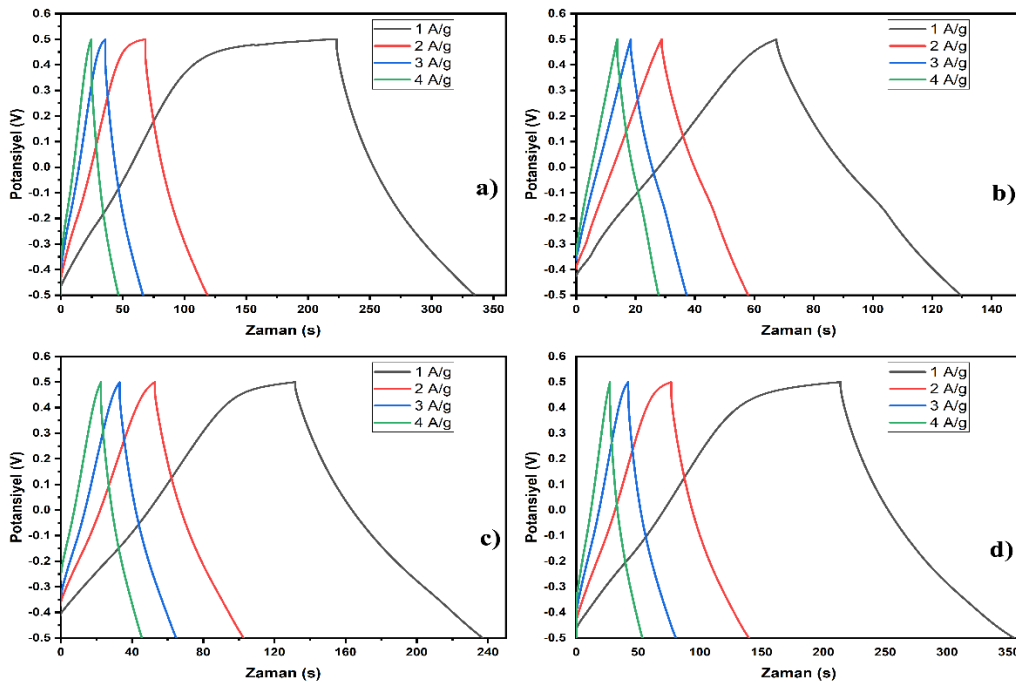 0.6
0.5
0.4
0.3
0.2
0.1
0.0
-0.1
-0.2
-0.3
-0.4
-0.5
Potansiyel (V)
1 A/g
2 A/g
3 A/g
4 A/g
a)
0 50 100 150 200 250 300 350
Zaman (s)
0.6
0.5
0.4
0.3
0.2
0.1
0.0
-0.1
-0.2
-0.3
-0.4
-0.5
Potansiyel (V)
1 A/g
2 A/g
3 A/g
4 A/g
b)
0 20 40 60 80 100 120 140
Zaman (s)
0.6
0.5
0.4
0.3
0.2
0.1
0.0
-0.1
-0.2
-0.3
-0.4
-0.5
Potansiyel (V)
1 A/g
2 A/g
3 A/g
4 A/g
c)
0 40 80 120 160 200 240
Zaman (s)
0.6
0.5
0.4
0.3
0.2
0.1
0.0
-0.1
-0.2
-0.3
-0.4
-0.5
Potansiyel (V)
1 A/g
2 A/g
3 A/g
4 A/g
d)
0 50 100 150 200 250 300 350
Zaman (s)